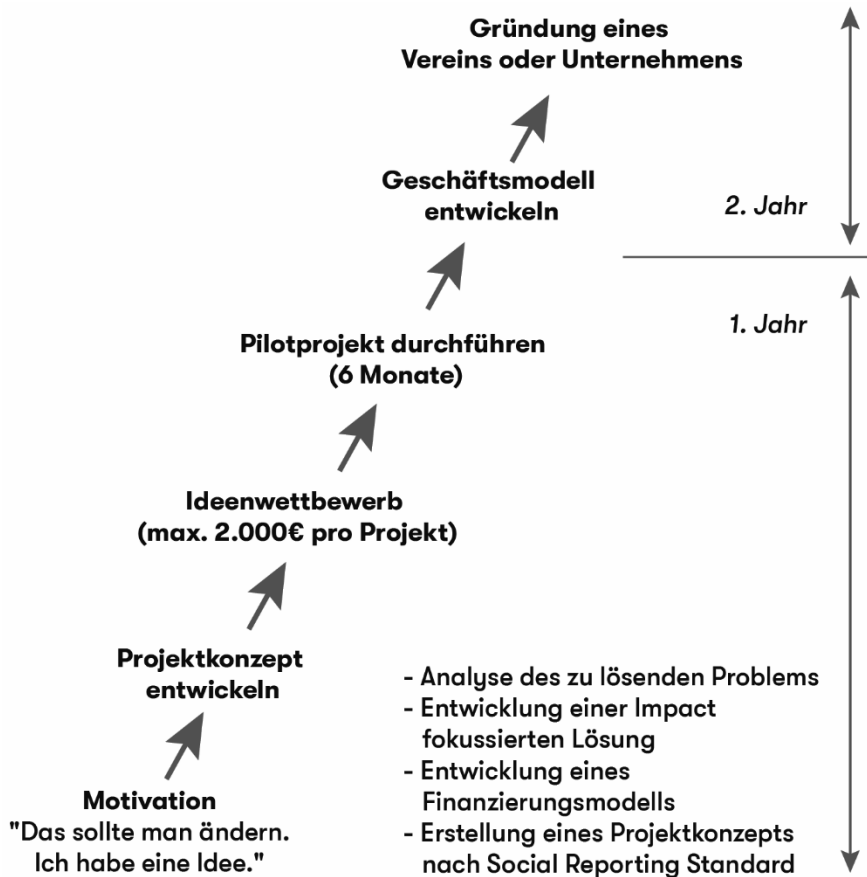 Gründung eines
Vereins oder Unternehmens
Geschäftsmodell
entwickeln
2. Jahr
1. Jahr
Pilotprojekt durchführen
(6 Monate)
Ideenwettbewerb
(max. 2.000€ pro Projekt)
Projektkonzept
entwickeln
- Analyse des zu lösenden Problems
- Entwicklung einer Impact
fokussierten Lösung
- Entwicklung eines
Finanzierungsmodells
- Erstellung eines Projektkonzepts
nach Social Reporting Standard
Motivation
"Das sollte man ändern.
Ich habe eine Idee."